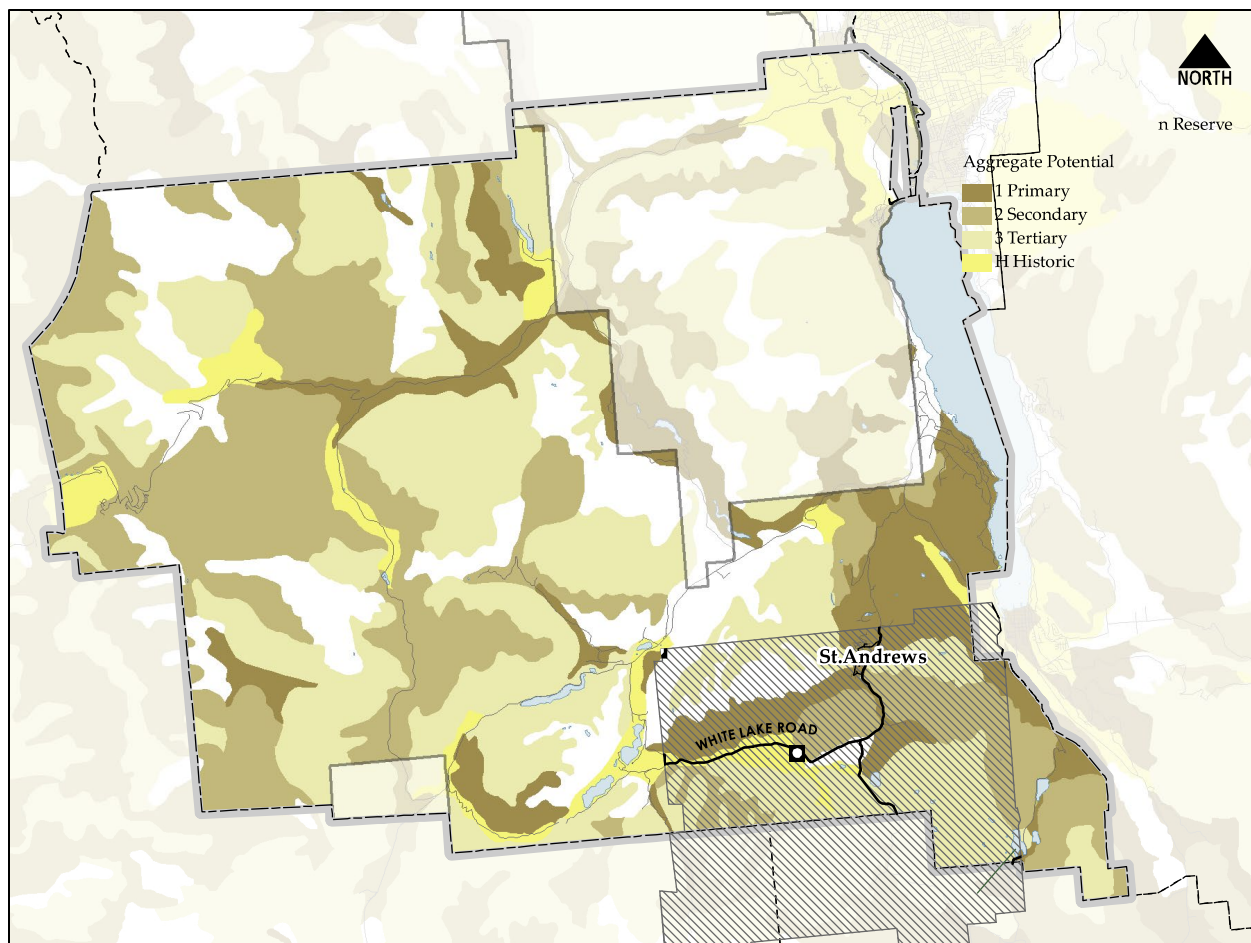 NORTH
n Reserve
Aggregate Potential
1 Primary
2 Secondary
3 Tertiary
H Historic
St.Andrews
WHITE LAKE ROAD